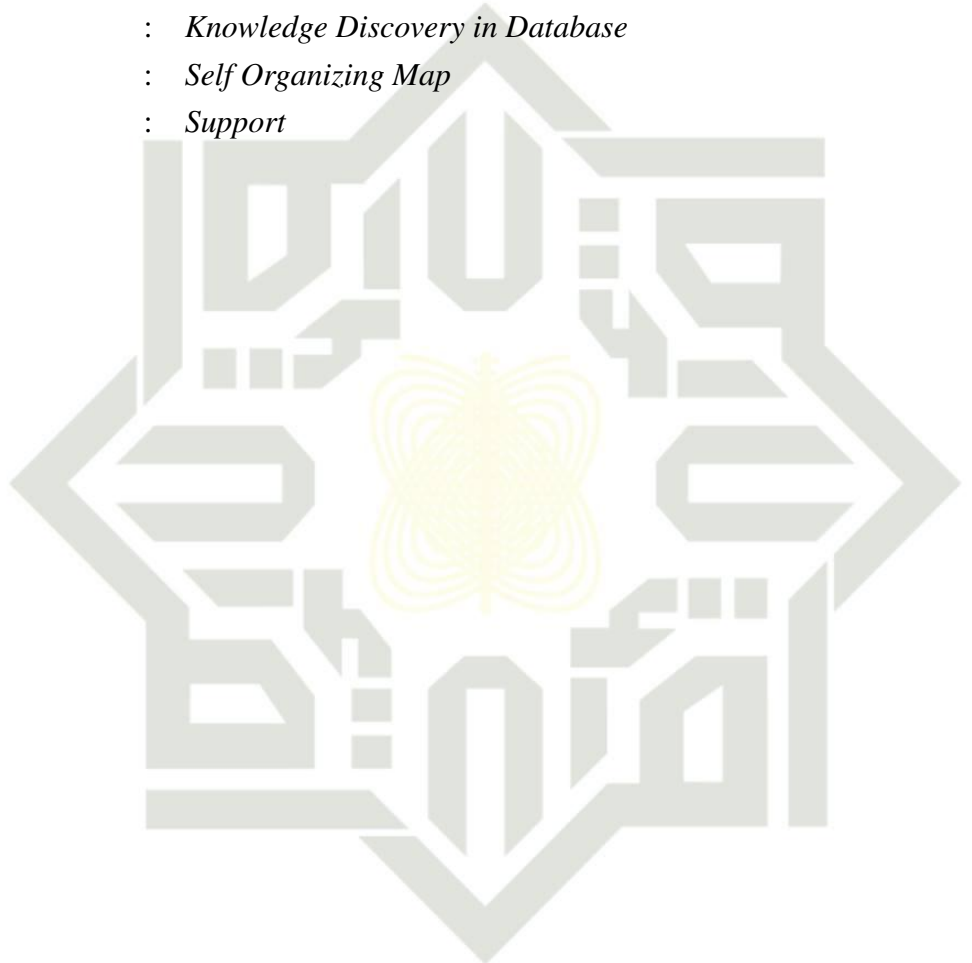 : Knowledge Discovery in Database
: Self Organizing Map
: Support